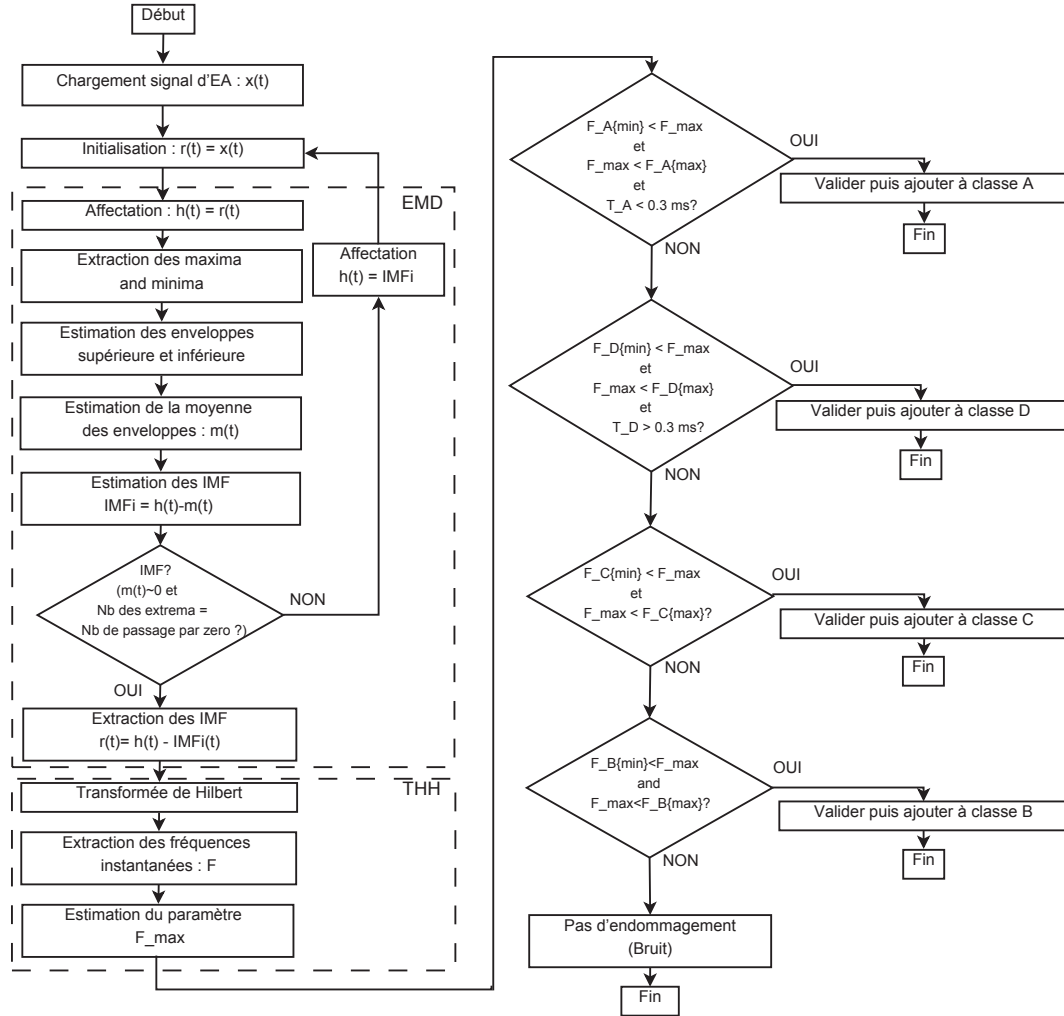 Début
Chargement signal d'EA : x(t)
Initialisation : r(t) = x(t)
EMD
Affectation : h(t) = r(t)
Extraction des maxima
and minima
Affectation
h(t) = IMFi
Estimation des enveloppes
supérieure et inférieure
Estimation de la moyenne
des enveloppes : m(t)
Estimation des IMF
IMFi = h(t)-m(t)
IMF?
(m(t)~0 et
Nb des extrema =
Nb de passage par zero ?)
NON
OUI
Extraction des IMF
r(t)= h(t) - IMFi(t)
THH
Transformée de Hilbert
Extraction des fréquences
instantanées : F
Estimation du paramètre
F_max
F_A{min} < F_max
et
F_max < F_A{max}
et
T_A < 0.3 ms?
OUI
Valider puis ajouter à classe A
Fin
NON
F_D{min} < F_max
et
F_max < F_D{max}
et
T_D > 0.3 ms?
OUI
Valider puis ajouter à classe D
Fin
NON
F_C{min} < F_max
et
F_max < F_C{max}?
OUI
Valider puis ajouter à classe C
Fin
NON
F_B{min}<F_max
and
F_max<F_B{max}?
OUI
Valider puis ajouter à classe B
Fin
NON
Pas d'endommagement
(Bruit)
Fin